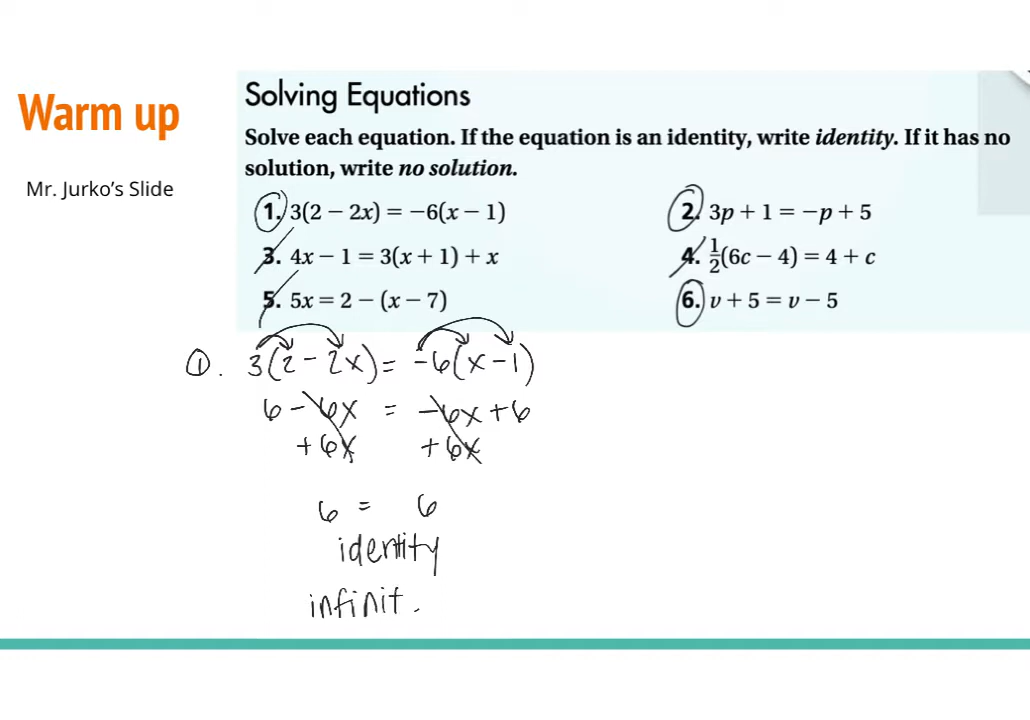 Warm up
Mr. Jurko's Slide
Solving Equations
Solve each equation. If the equation is an identity, write identity. If it has no
solution, write no solution.
1. 3(2 − 2x) = −6(x − 1)
2. 3p + 1 = −p + 5
3. 4x − 1 = 3(x + 1) + x
4. ½(6c − 4) = 4 + c
5. 5x = 2 − (x − 7)
6. v + 5 = v − 5
①. 3(2 − 2x) = −6(x − 1)
6 − 6x = −6x + 6
+ 6x + 6x
6 = 6
identity
infinit.